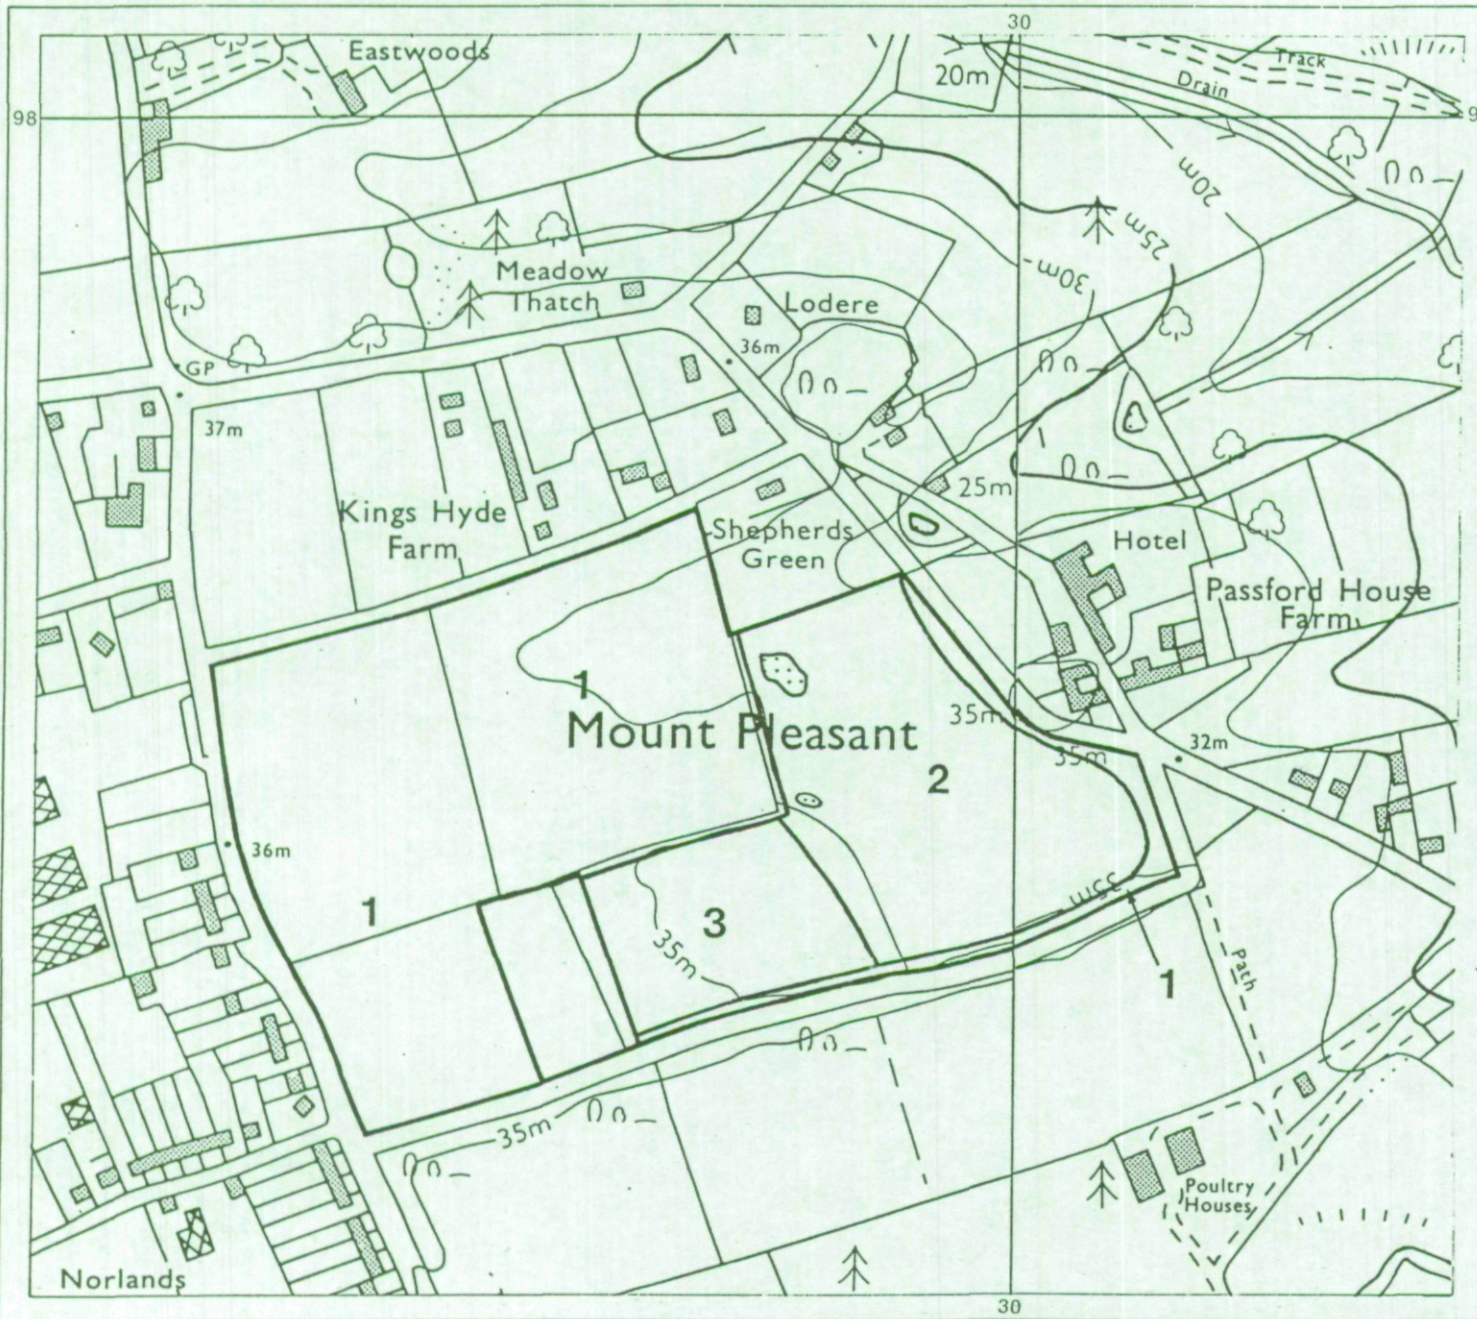 30
Eastwoods
20m
Track
Drain
98
9
20m
25m
30m
Meadow
Thatch
Lodere
36m
GP
37m
25m
Kings Hyde
Farm
Shepherds
Green
Hotel
Passford House
Farm
1
Mount Pleasant
35m
35m
32m
2
36m
35m
1
3
35m
1
Path
35m
Poultry
Houses
Norlands
30